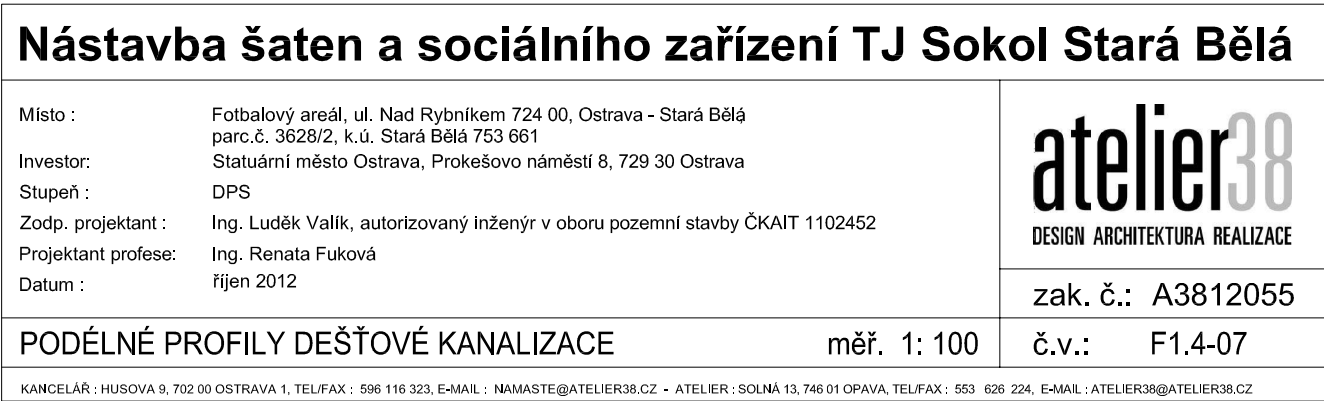 Nástavba šaten a sociálního zařízení TJ Sokol Stará Bělá
Místo : Fotbalový areál, ul. Nad Rybníkem 724 00, Ostrava - Stará Bělá
parc.č. 3628/2, k.ú. Stará Bělá 753 661
Investor: Statuární město Ostrava, Prokešovo náměstí 8, 729 30 Ostrava
Stupeň : DPS
Zodp. projektant : Ing. Luděk Valík, autorizovaný inženýr v oboru pozemní stavby ČKAIT 1102452
Projektant profese: Ing. Renata Fuková
Datum : říjen 2012
atelier38
DESIGN ARCHITEKTURA REALIZACE
zak. č.: A3812055
PODÉLNÉ PROFILY DEŠŤOVÉ KANALIZACE měř. 1: 100
č.v.: F1.4-07
KANCELÁŘ : HUSOVA 9, 702 00 OSTRAVA 1, TEL/FAX : 596 116 323, E-MAIL : NAMASTE@ATELIER38.CZ - ATELIER : SOLNÁ 13, 746 01 OPAVA, TEL/FAX : 553 626 224, E-MAIL : ATELIER38@ATELIER38.CZ